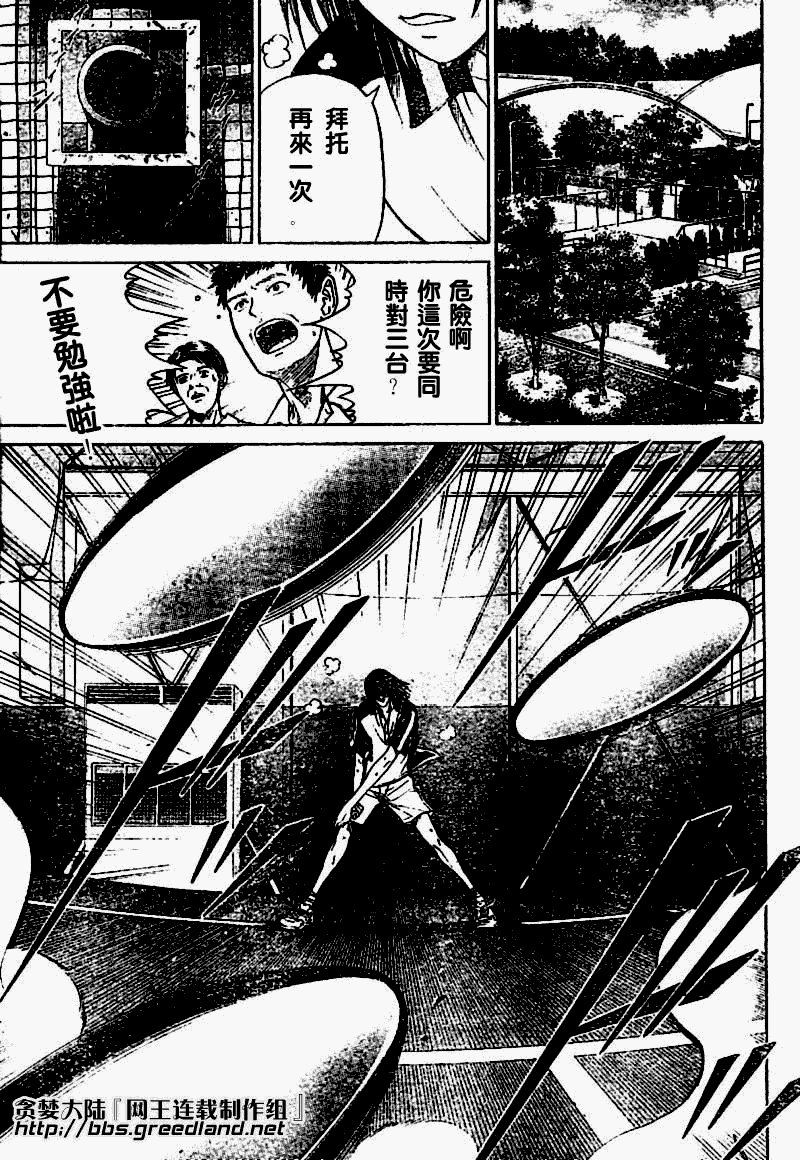 拜托
再來一次
。
危險啊
你這次要同
時對三台？
不要勉強啦！
贪婪大陆『网王连载制作组』
http://bbs.greedland.net